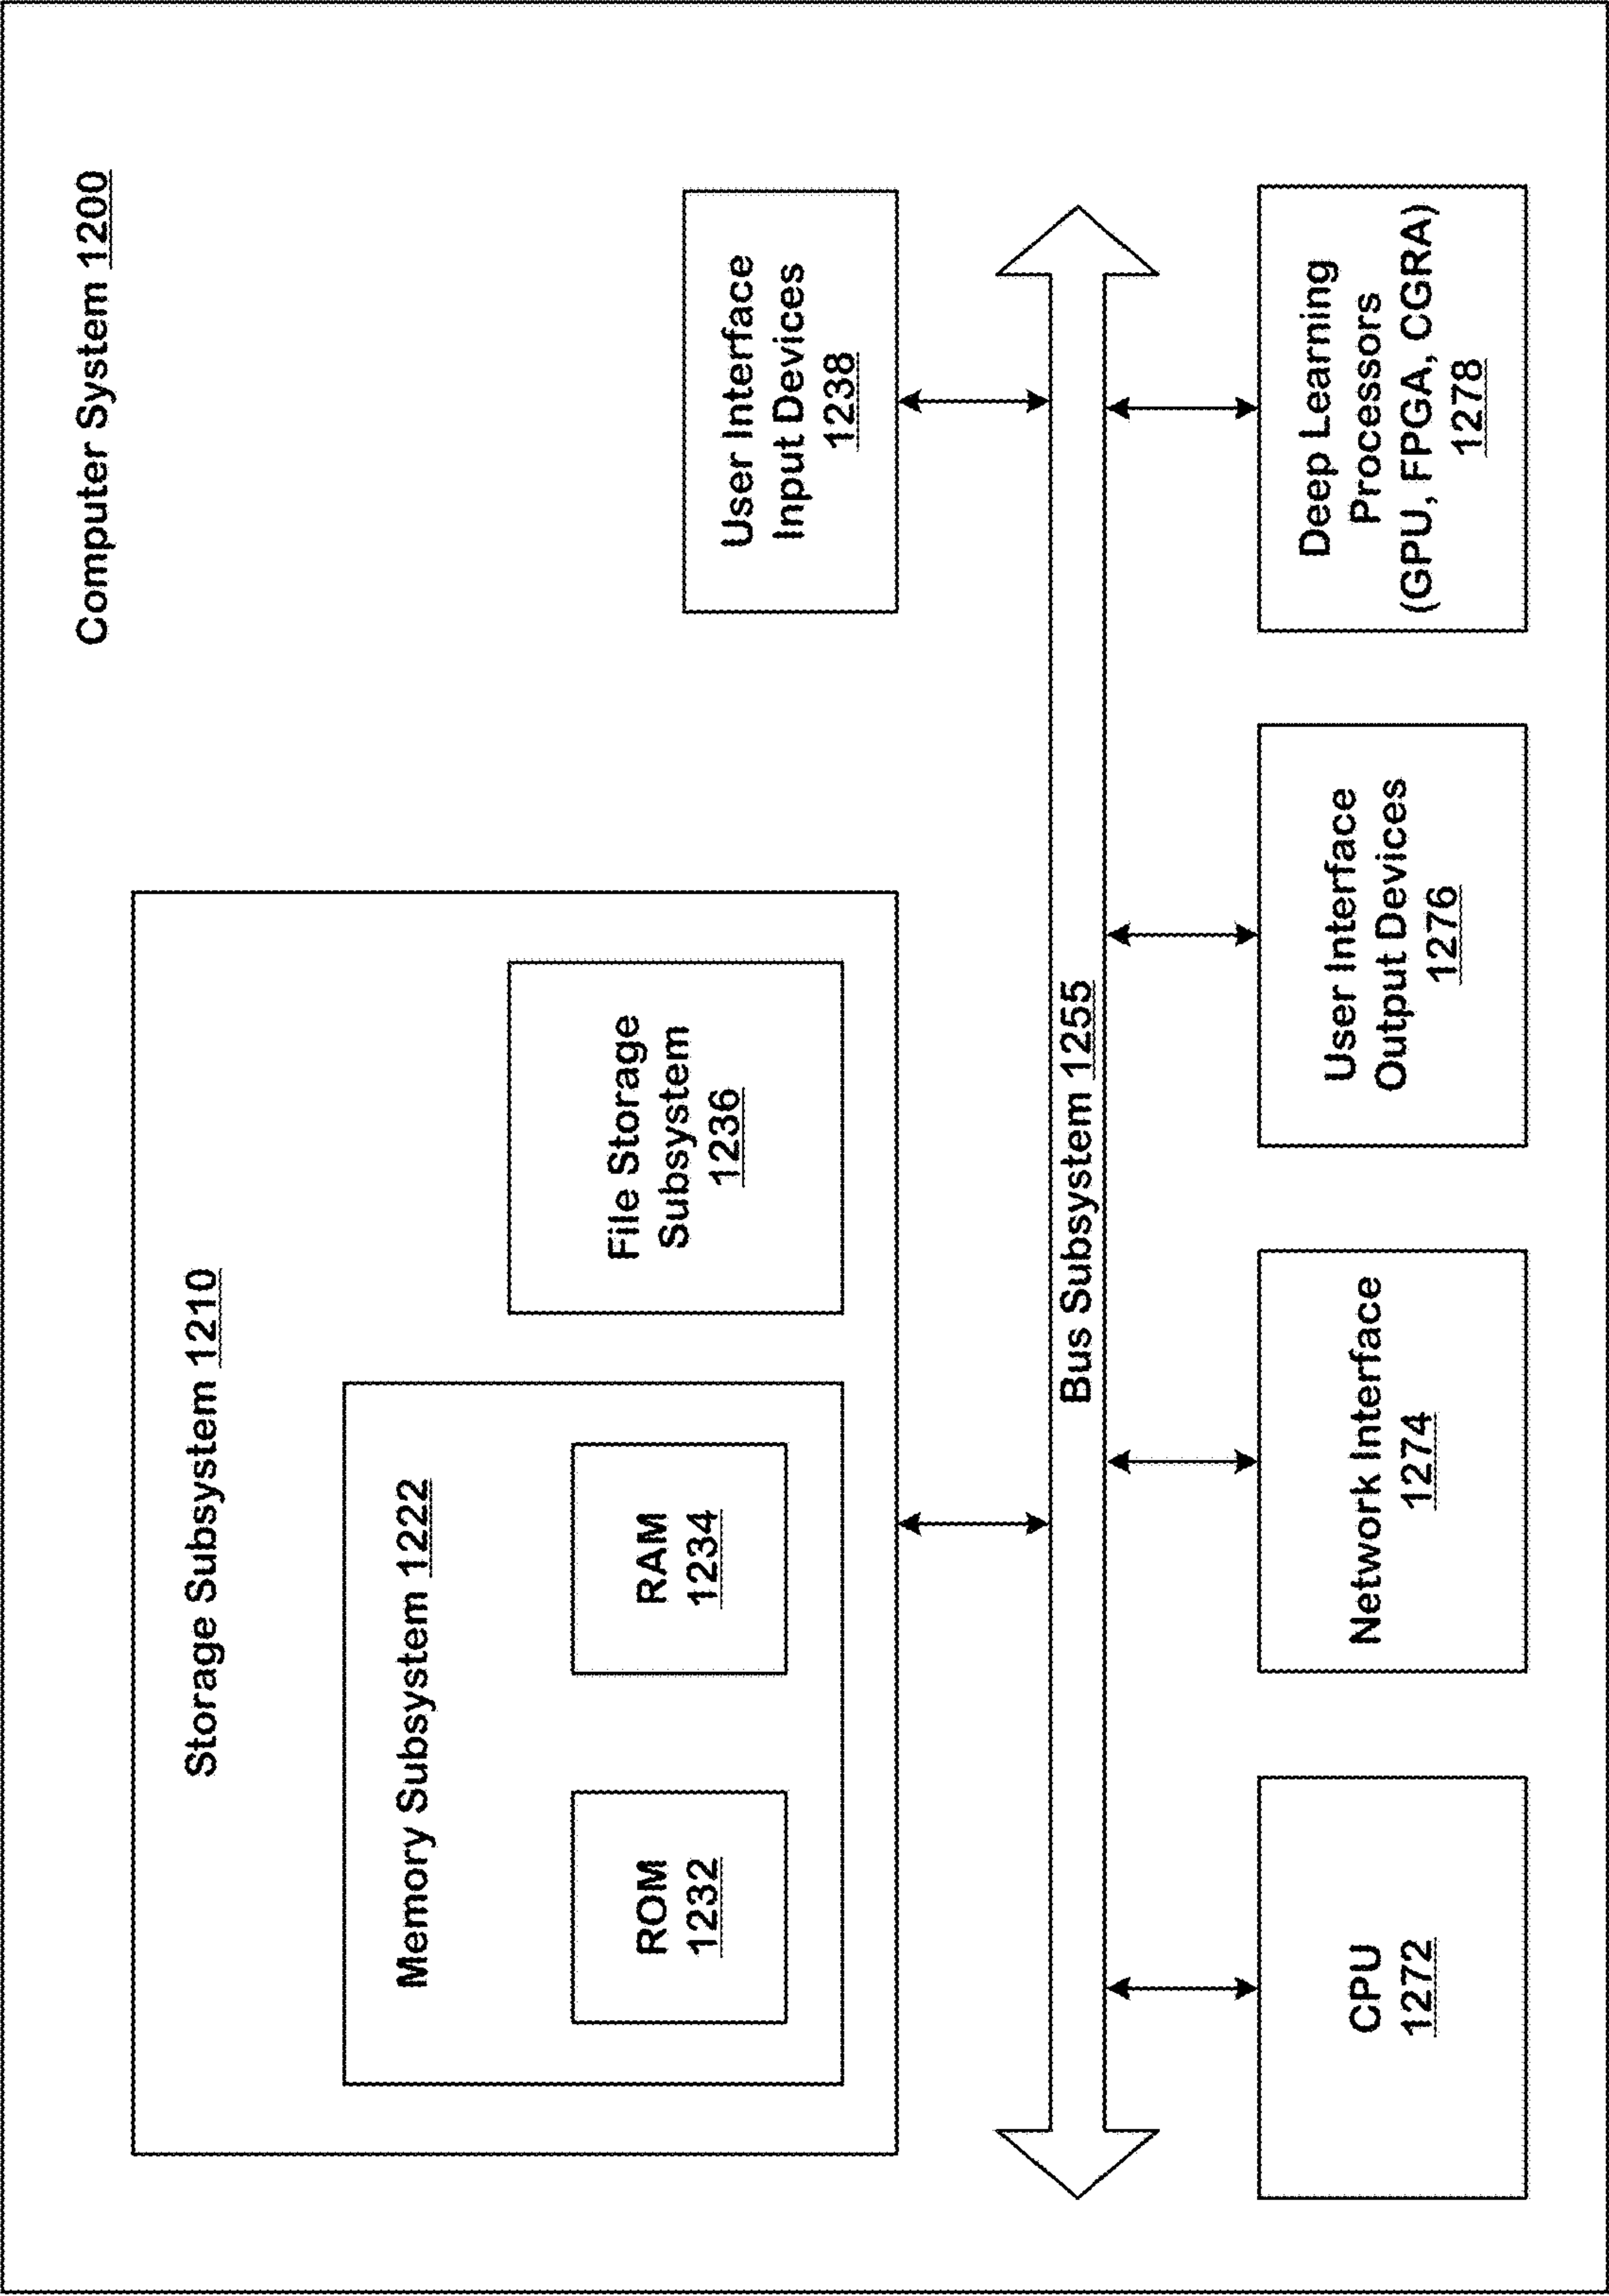 Computer System 1200
Storage Subsystem 1210
Memory Subsystem 1222
ROM
1232
RAM
1234
File Storage
Subsystem
1236
User Interface
Input Devices
1238
Bus Subsystem 1255
CPU
1272
Network Interface
1274
User Interface
Output Devices
1276
Deep Learning
Processors
(GPU, FPGA, CGRA)
1278